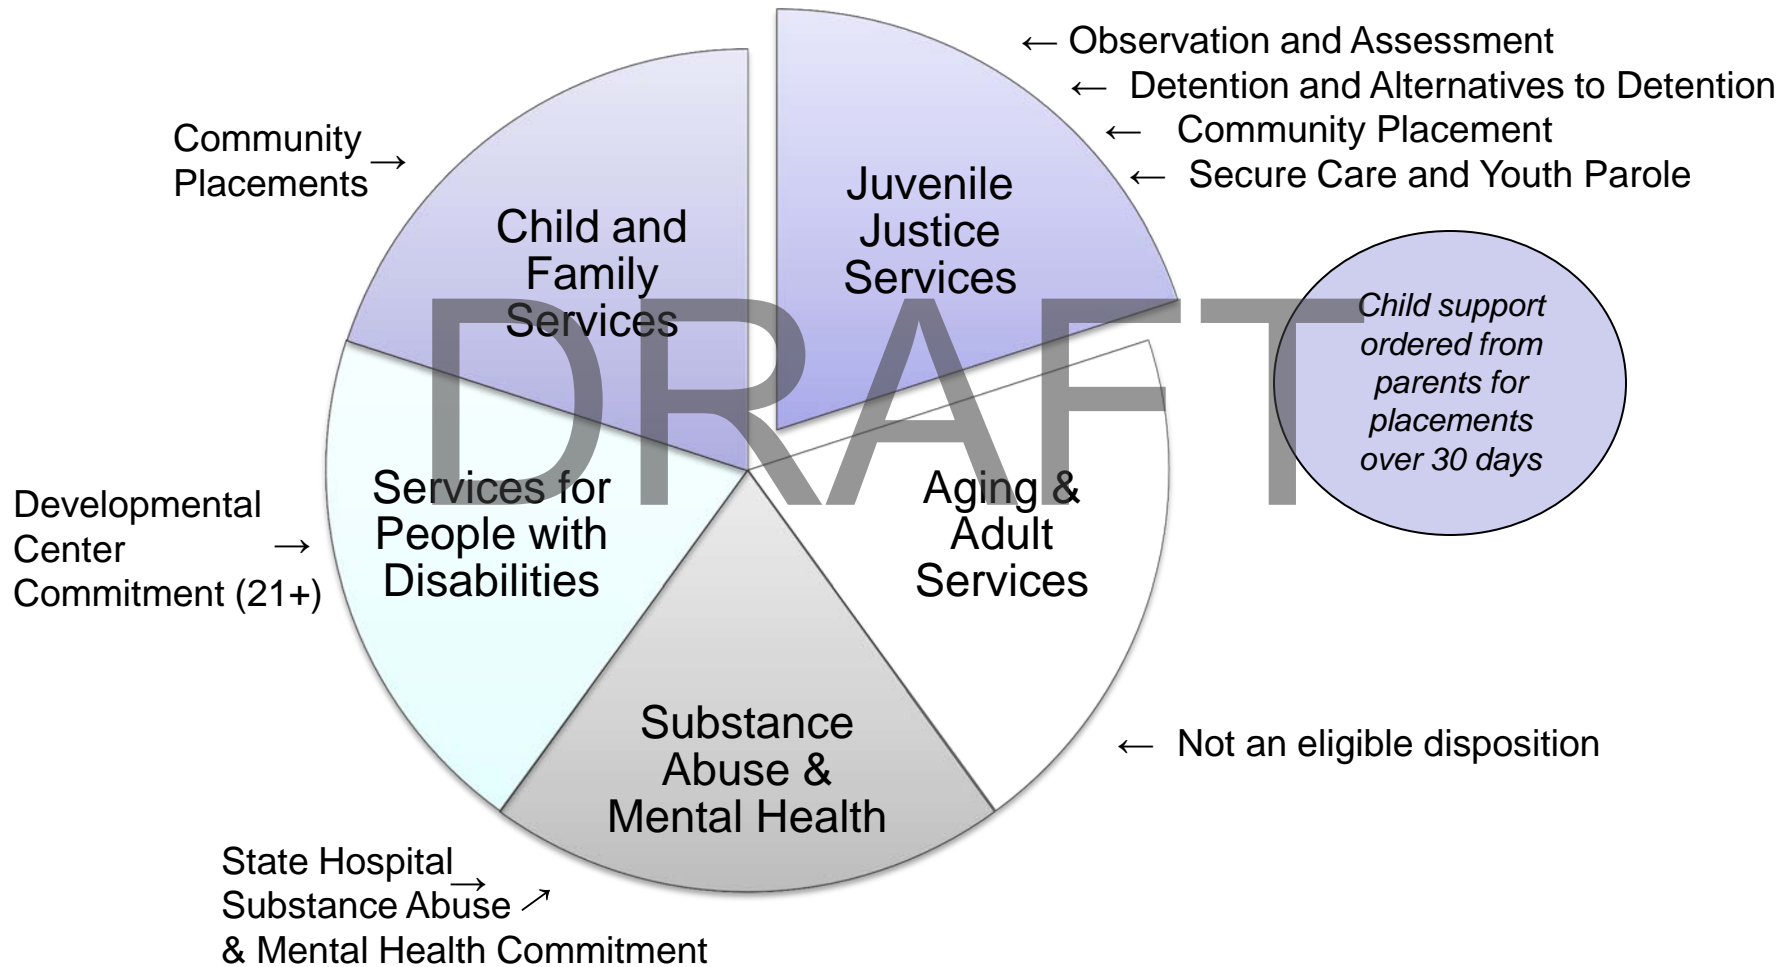 ← Observation and Assessment
← Detention and Alternatives to Detention
← Community Placement
← Secure Care and Youth Parole
Community
Placements →
Juvenile
Justice
Services
Child and
Family
Services
Child support
ordered from
parents for
placements
over 30 days
DRAFT
Services for
People with
Disabilities
Aging &
Adult
Services
Developmental
Center →
Commitment (21+)
Substance
Abuse &
Mental Health
← Not an eligible disposition
State Hospital →
Substance Abuse ↗
& Mental Health Commitment